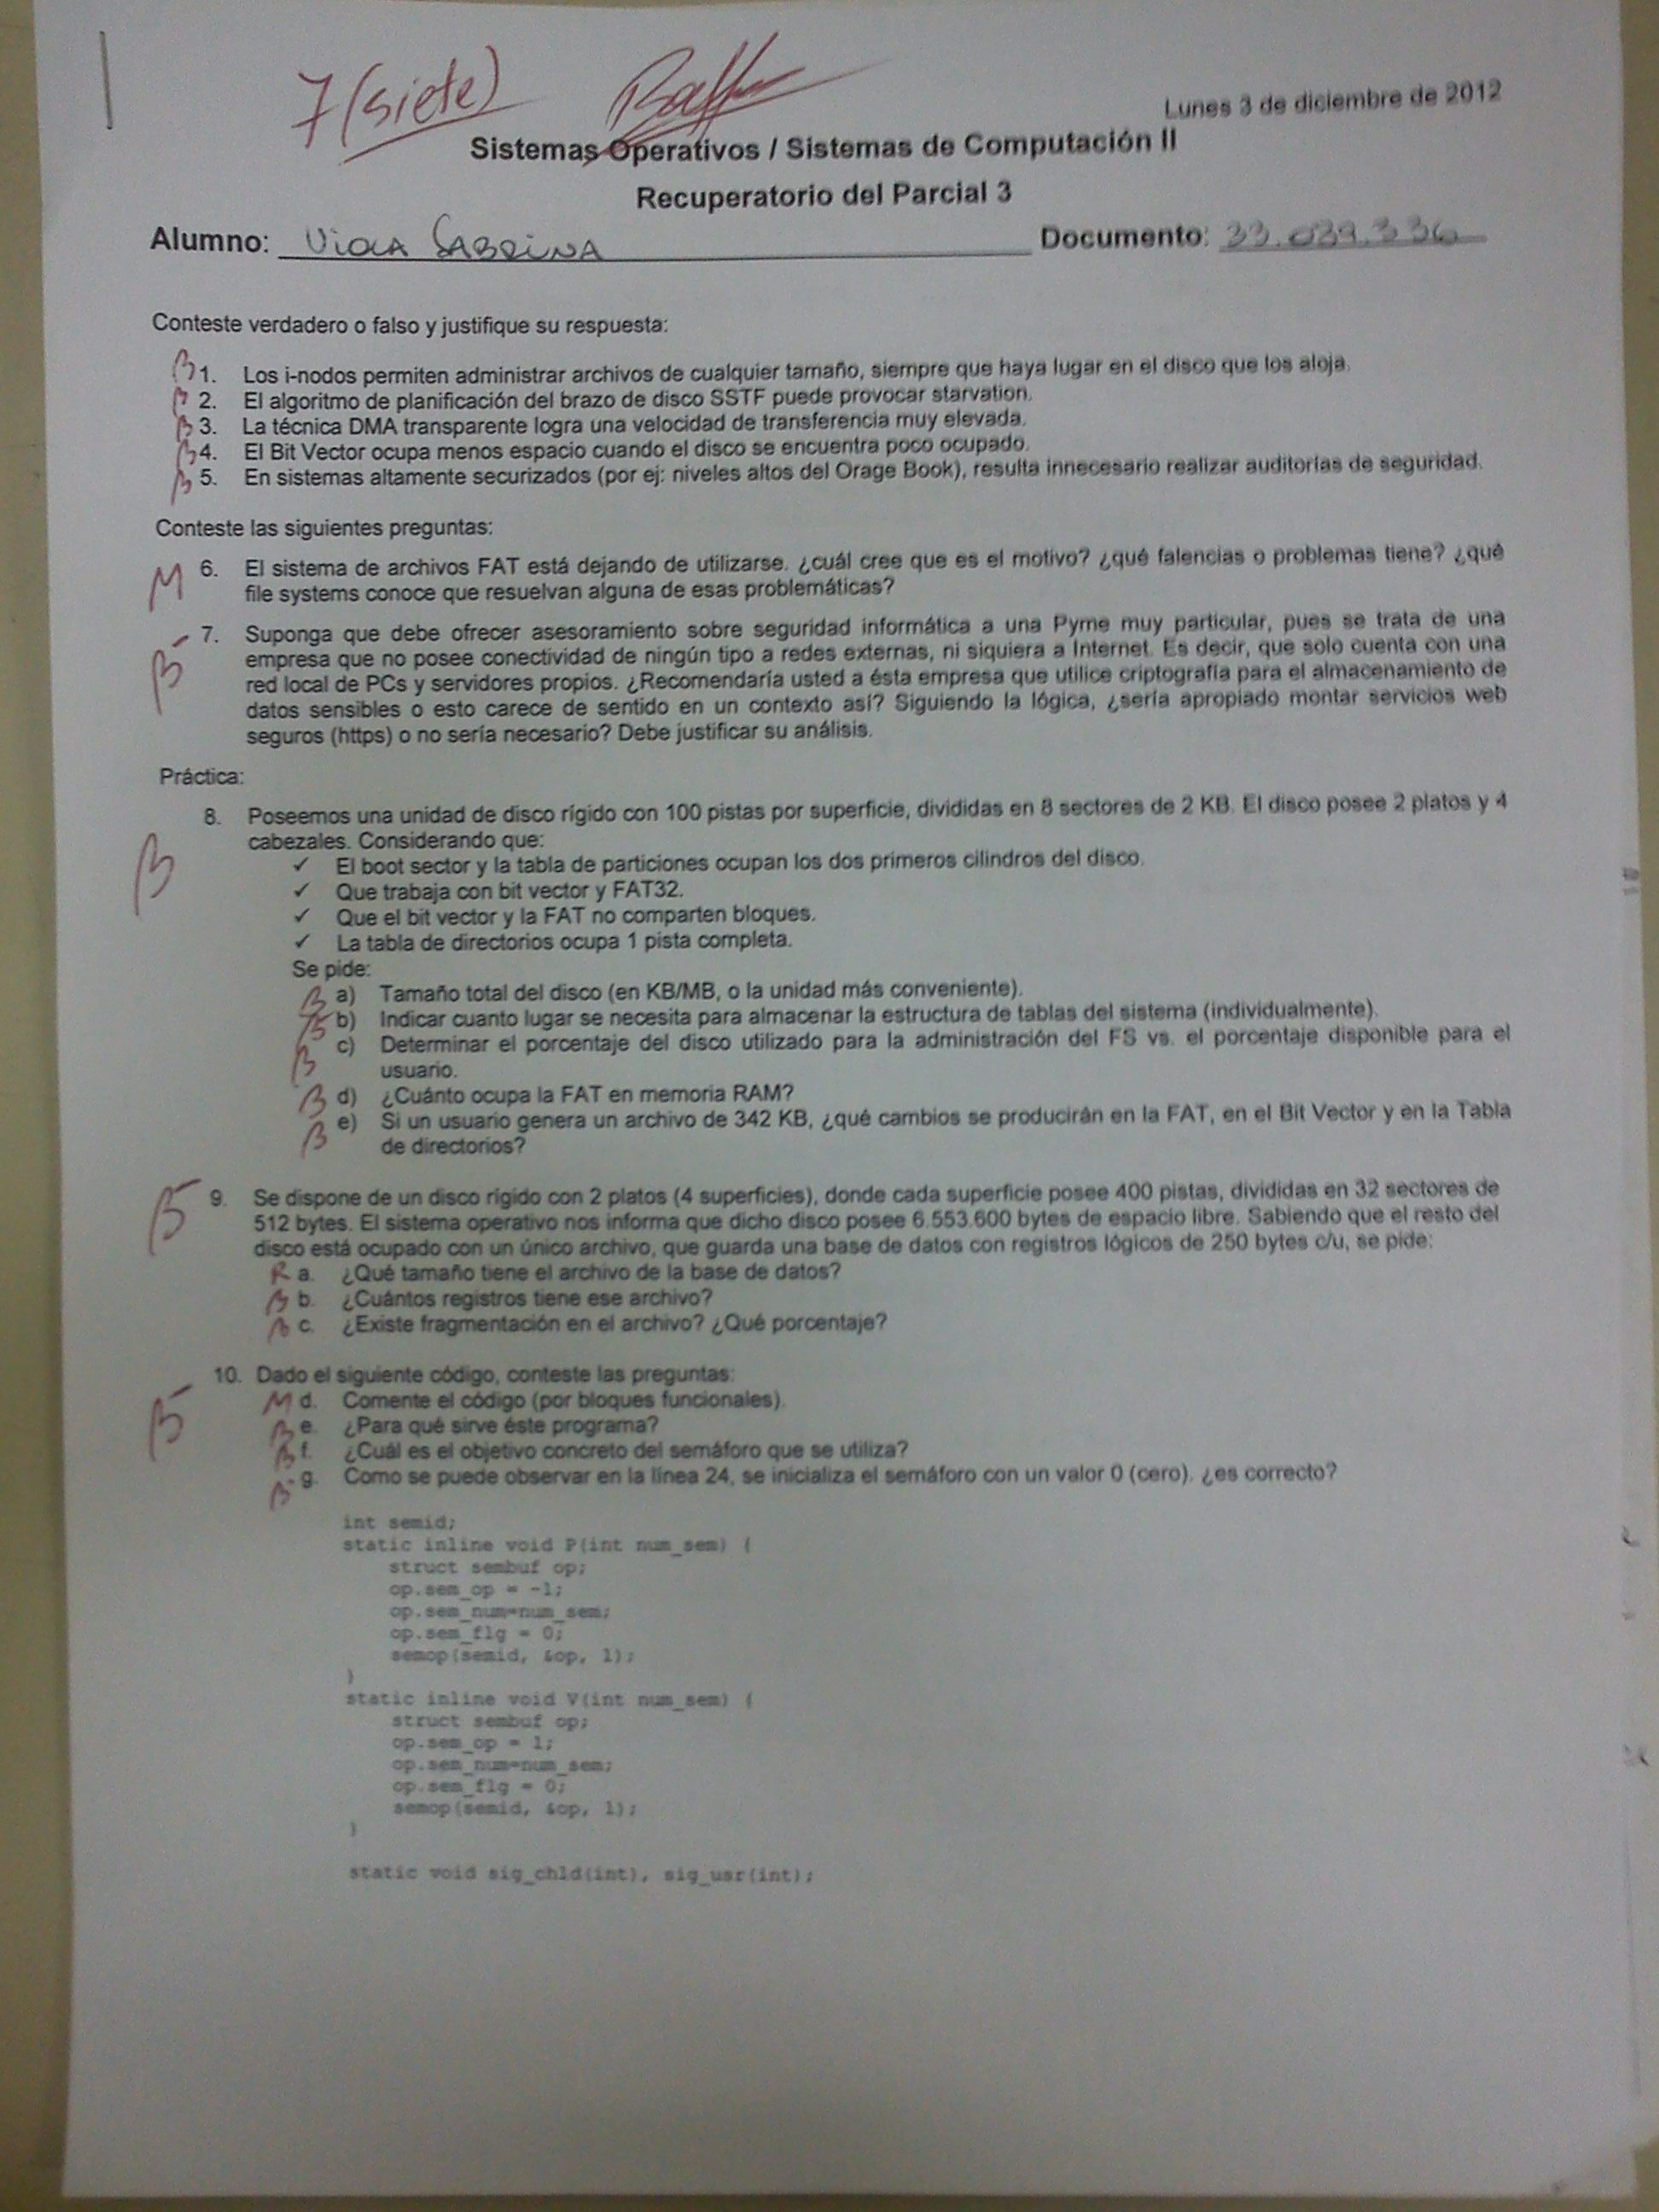 7 (siete)
Lunes 3 de diciembre de 2012
Sistemas Operativos / Sistemas de Computación II
Recuperatorio del Parcial 3
Alumno: Viola Sabrina Documento:
Conteste verdadero o falso y justifique su respuesta:
B 1. Los i-nodos permiten administrar archivos de cualquier tamaño, siempre que haya lugar en el disco que los aloja.
B 2. El algoritmo de planificación del brazo de disco SSTF puede provocar starvation.
B 3. La técnica DMA transparente logra una velocidad de transferencia muy elevada.
B 4. El Bit Vector ocupa menos espacio cuando el disco se encuentra poco ocupado.
B 5. En sistemas altamente securizados (por ej: niveles altos del Orage Book), resulta innecesario realizar auditorías de seguridad.
Conteste las siguientes preguntas:
M 6. El sistema de archivos FAT está dejando de utilizarse. ¿cuál cree que es el motivo? ¿qué falencias o problemas tiene? ¿qué
file systems conoce que resuelvan alguna de esas problemáticas?
B- 7. Suponga que debe ofrecer asesoramiento sobre seguridad informática a una Pyme muy particular, pues se trata de una
empresa que no posee conectividad de ningún tipo a redes externas, ni siquiera a Internet. Es decir, que solo cuenta con una
red local de PCs y servidores propios. ¿Recomendaría usted a ésta empresa que utilice criptografía para el almacenamiento de
datos sensibles o esto carece de sentido en un contexto así? Siguiendo la lógica, ¿sería apropiado montar servicios web
seguros (https) o no sería necesario? Debe justificar su análisis.
Práctica:
B 8. Poseemos una unidad de disco rígido con 100 pistas por superficie, divididas en 8 sectores de 2 KB. El disco posee 2 platos y 4
cabezales. Considerando que:
✓ El boot sector y la tabla de particiones ocupan los dos primeros cilindros del disco.
✓ Que trabaja con bit vector y FAT32.
✓ Que el bit vector y la FAT no comparten bloques.
✓ La tabla de directorios ocupa 1 pista completa.
Se pide:
B a) Tamaño total del disco (en KB/MB, o la unidad más conveniente).
B b) Indicar cuanto lugar se necesita para almacenar la estructura de tablas del sistema (individualmente).
B c) Determinar el porcentaje del disco utilizado para la administración del FS vs. el porcentaje disponible para el
usuario.
B d) ¿Cuánto ocupa la FAT en memoria RAM?
B e) Si un usuario genera un archivo de 342 KB, ¿qué cambios se producirán en la FAT, en el Bit Vector y en la Tabla
de directorios?
B- 9. Se dispone de un disco rígido con 2 platos (4 superficies), donde cada superficie posee 400 pistas, divididas en 32 sectores de
512 bytes. El sistema operativo nos informa que dicho disco posee 6.553.600 bytes de espacio libre. Sabiendo que el resto del
disco está ocupado con un único archivo, que guarda una base de datos con registros lógicos de 250 bytes c/u, se pide:
R a. ¿Qué tamaño tiene el archivo de la base de datos?
B b. ¿Cuántos registros tiene ese archivo?
B c. ¿Existe fragmentación en el archivo? ¿Qué porcentaje?
B- 10. Dado el siguiente código, conteste las preguntas:
M d. Comente el código (por bloques funcionales).
B e. ¿Para qué sirve éste programa?
B f. ¿Cuál es el objetivo concreto del semáforo que se utiliza?
B- g. Como se puede observar en la línea 24, se inicializa el semáforo con un valor 0 (cero). ¿es correcto?
int semid;
static inline void P(int num_sem) {
struct sembuf op;
op.sem_op = -1;
op.sem_num=num_sem;
op.sem_flg = 0;
semop(semid, &op, 1);
}
static inline void V(int num_sem) {
struct sembuf op;
op.sem_op = 1;
op.sem_num=num_sem;
op.sem_flg = 0;
semop(semid, &op, 1);
}
static void sig_chld(int), sig_usr(int);